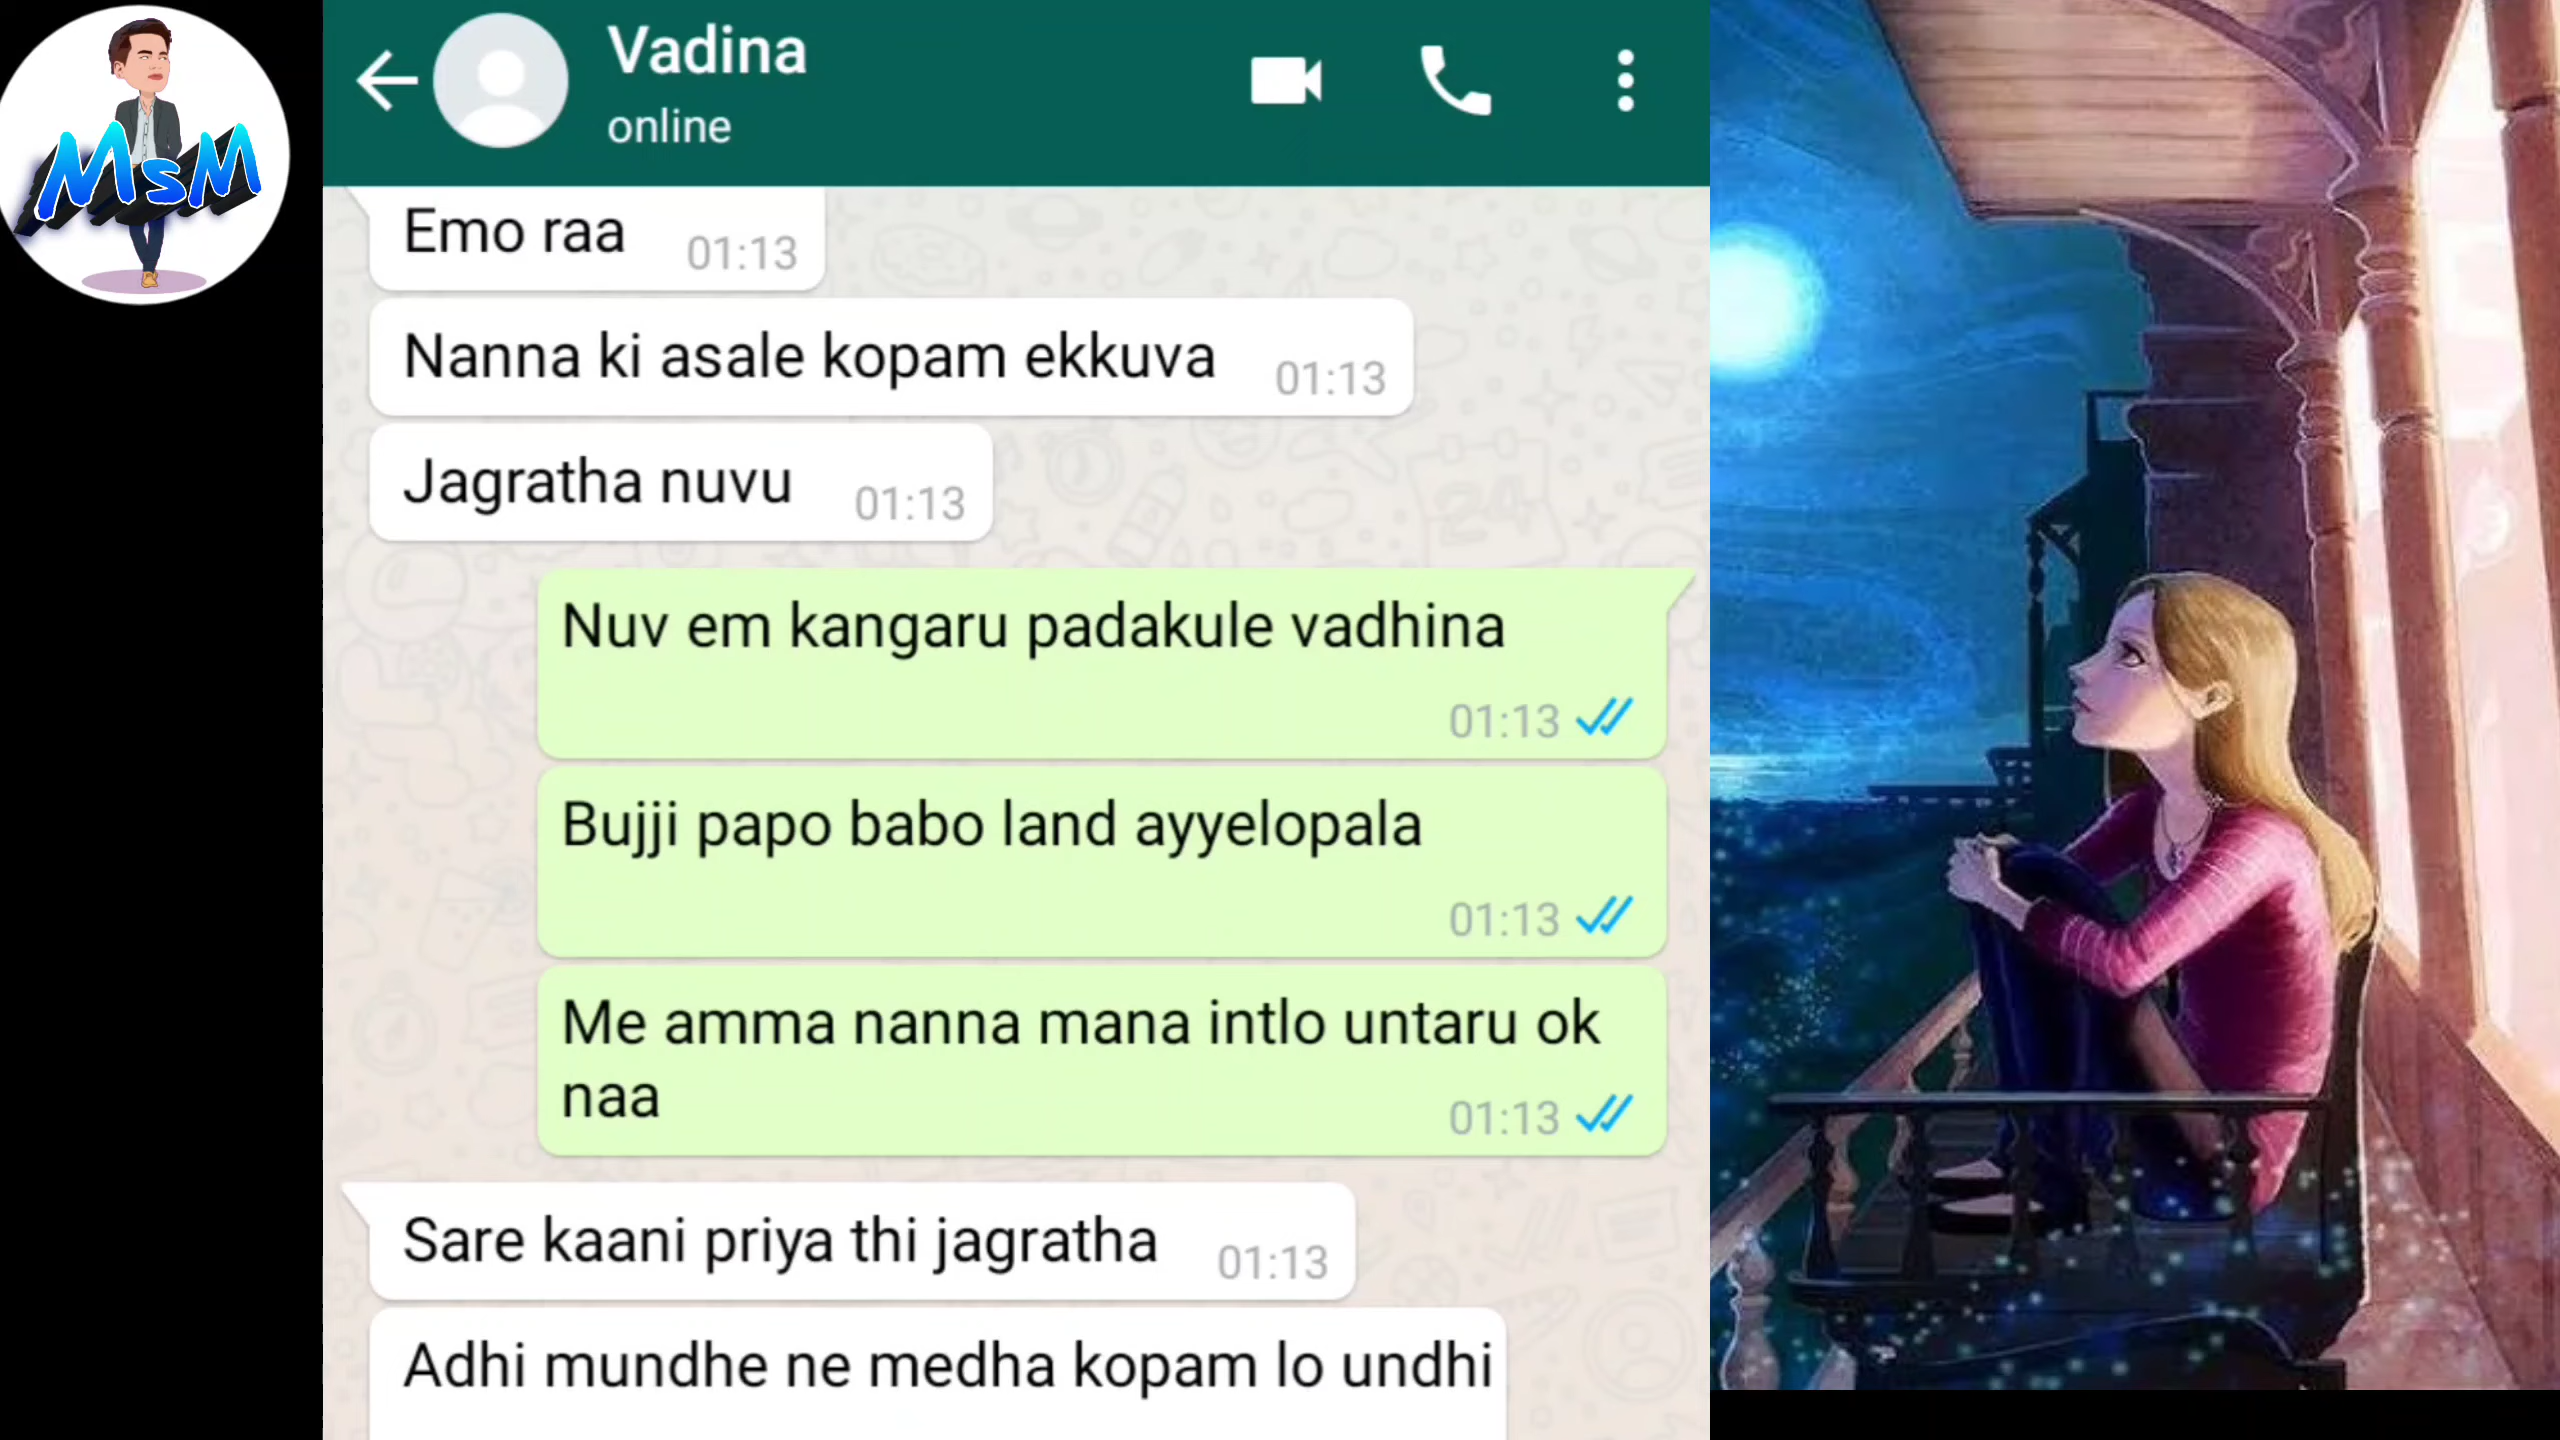 MsM
Vadina
online
Emo raa
01:13
Nanna ki asale kopam ekkuva
01:13
Jagratha nuvu
01:13
Nuv em kangaru padakule vadhina
01:13
Bujji papo babo land ayyelopala
01:13
Me amma nanna mana intlo untaru ok
naa
01:13
Sare kaani priya thi jagratha
01:13
Adhi mundhe ne medha kopam lo undhi